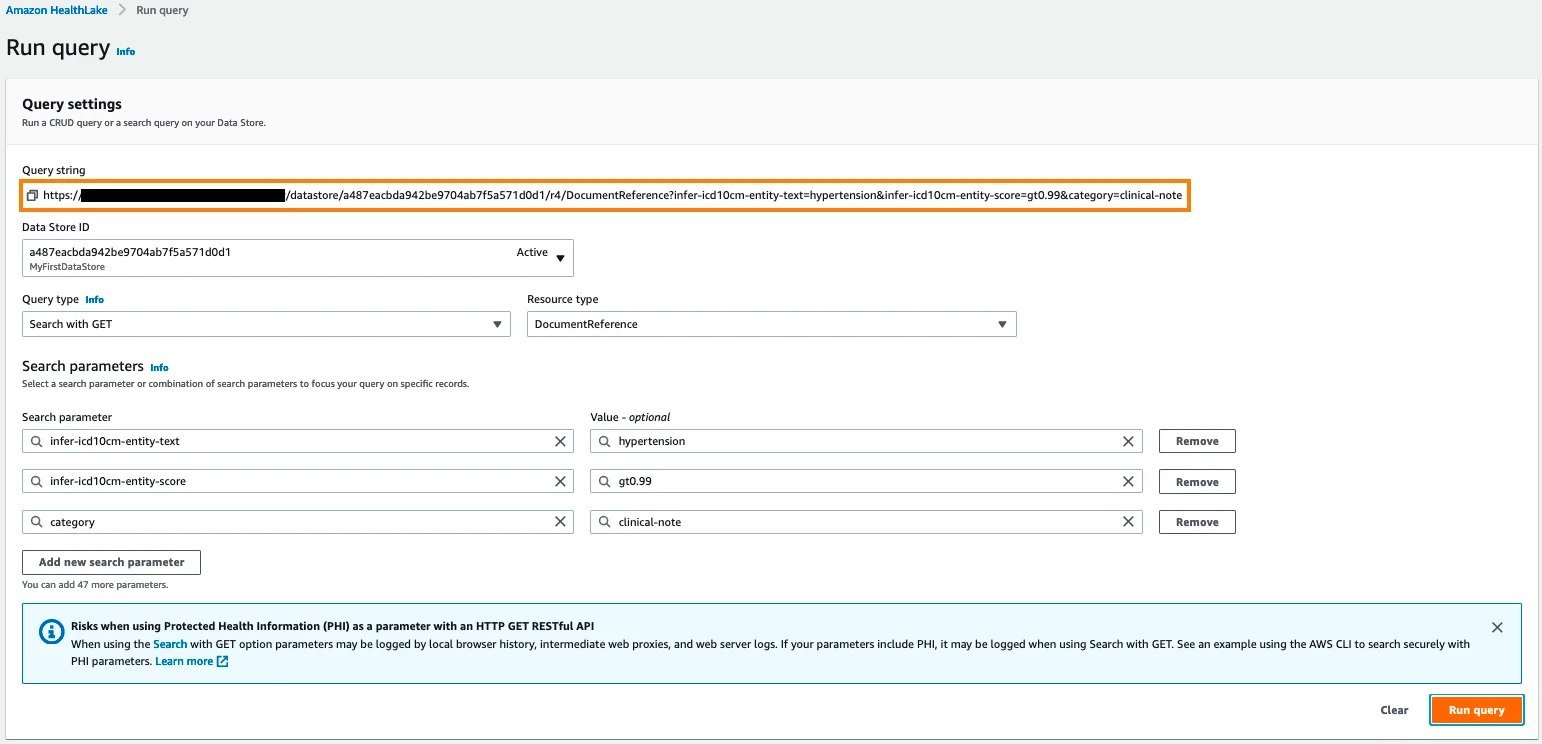 Amazon HealthLake > Run query
Run query Info
Query settings
Run a CRUD query or a search query on your Data Store.
Query string
https:// /datastore/a487eacbda942be9704ab7f5a571d0d1/r4/DocumentReference?infer-icd10cm-entity-text=hypertension&infer-icd10cm-entity-score=gt0.99&category=clinical-note
Data Store ID
a487eacbda942be9704ab7f5a571d0d1 Active
MyFirstDataStore
Query type Info Resource type
Search with GET DocumentReference
Search parameters Info
Select a search parameter or combination of search parameters to focus your query on specific records.
Search parameter Value - optional
infer-icd10cm-entity-text hypertension Remove
infer-icd10cm-entity-score gt0.99 Remove
category clinical-note Remove
Add new search parameter
You can add 47 more parameters.
Risks when using Protected Health Information (PHI) as a parameter with an HTTP GET RESTful API
When using the Search with GET option parameters may be logged by local browser history, intermediate web proxies, and web server logs. If your parameters include PHI, it may be logged when using Search with GET. See an example using the AWS CLI to search securely with
PHI parameters. Learn more
Clear Run query